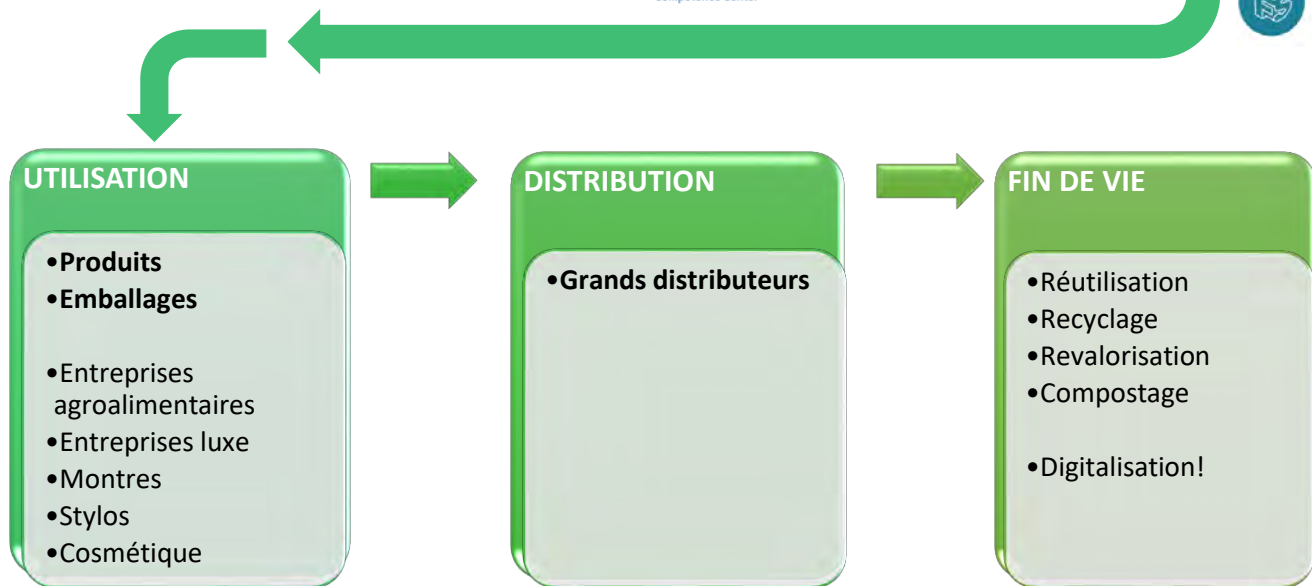 UTILISATION
•Produits
•Emballages
•Entreprises
agroalimentaires
•Entreprises luxe
•Montres
•Stylos
•Cosmétique
DISTRIBUTION
•Grands distributeurs
FIN DE VIE
•Réutilisation
•Recyclage
•Revalorisation
•Compostage
•Digitalisation!